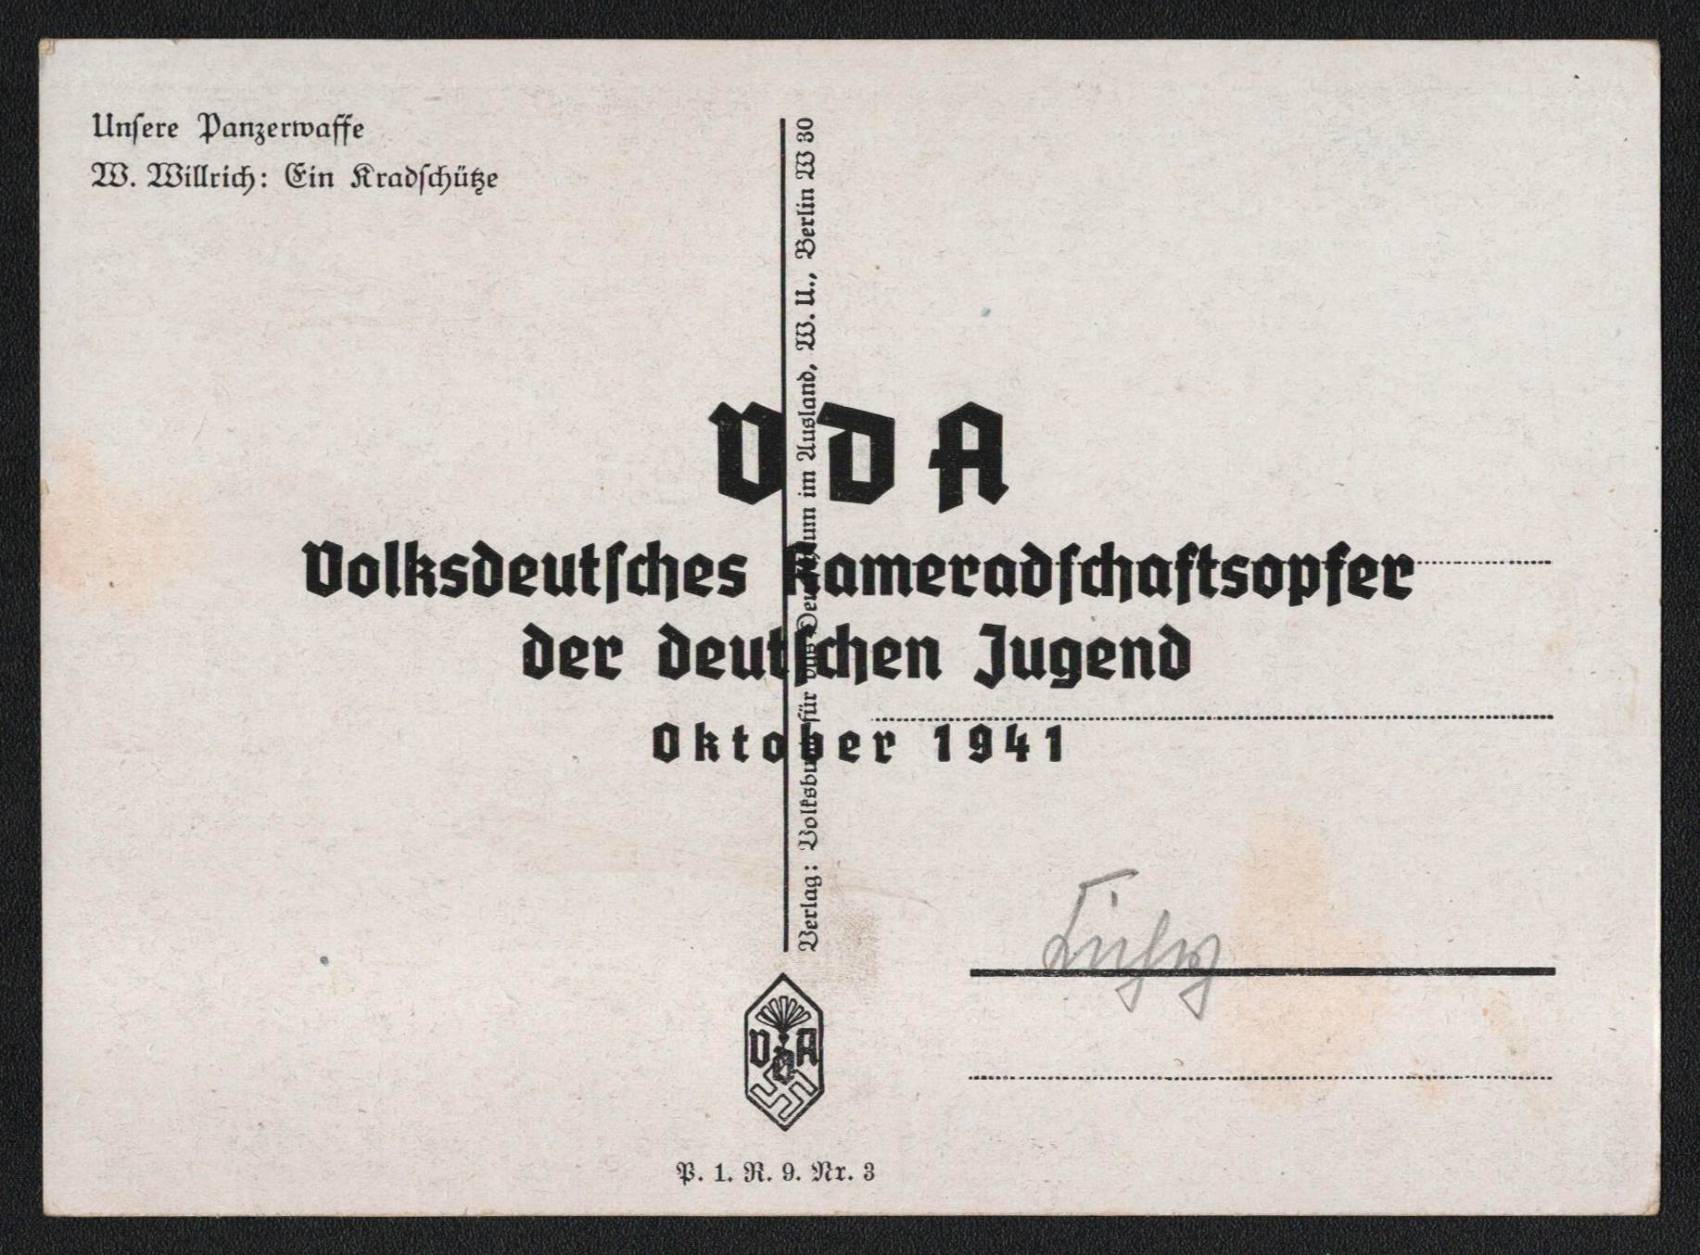 Unsere Panzerwaffe
W. Willrich: Ein Kradschütze
Verlag: Volksbund für das Deutschtum im Ausland, W. U., Berlin W 30
VDA
Volksdeutsches Kameradschaftsopfer
der deutschen Jugend
Oktober 1941
VDA
P. 1. R. 9. Nr. 3